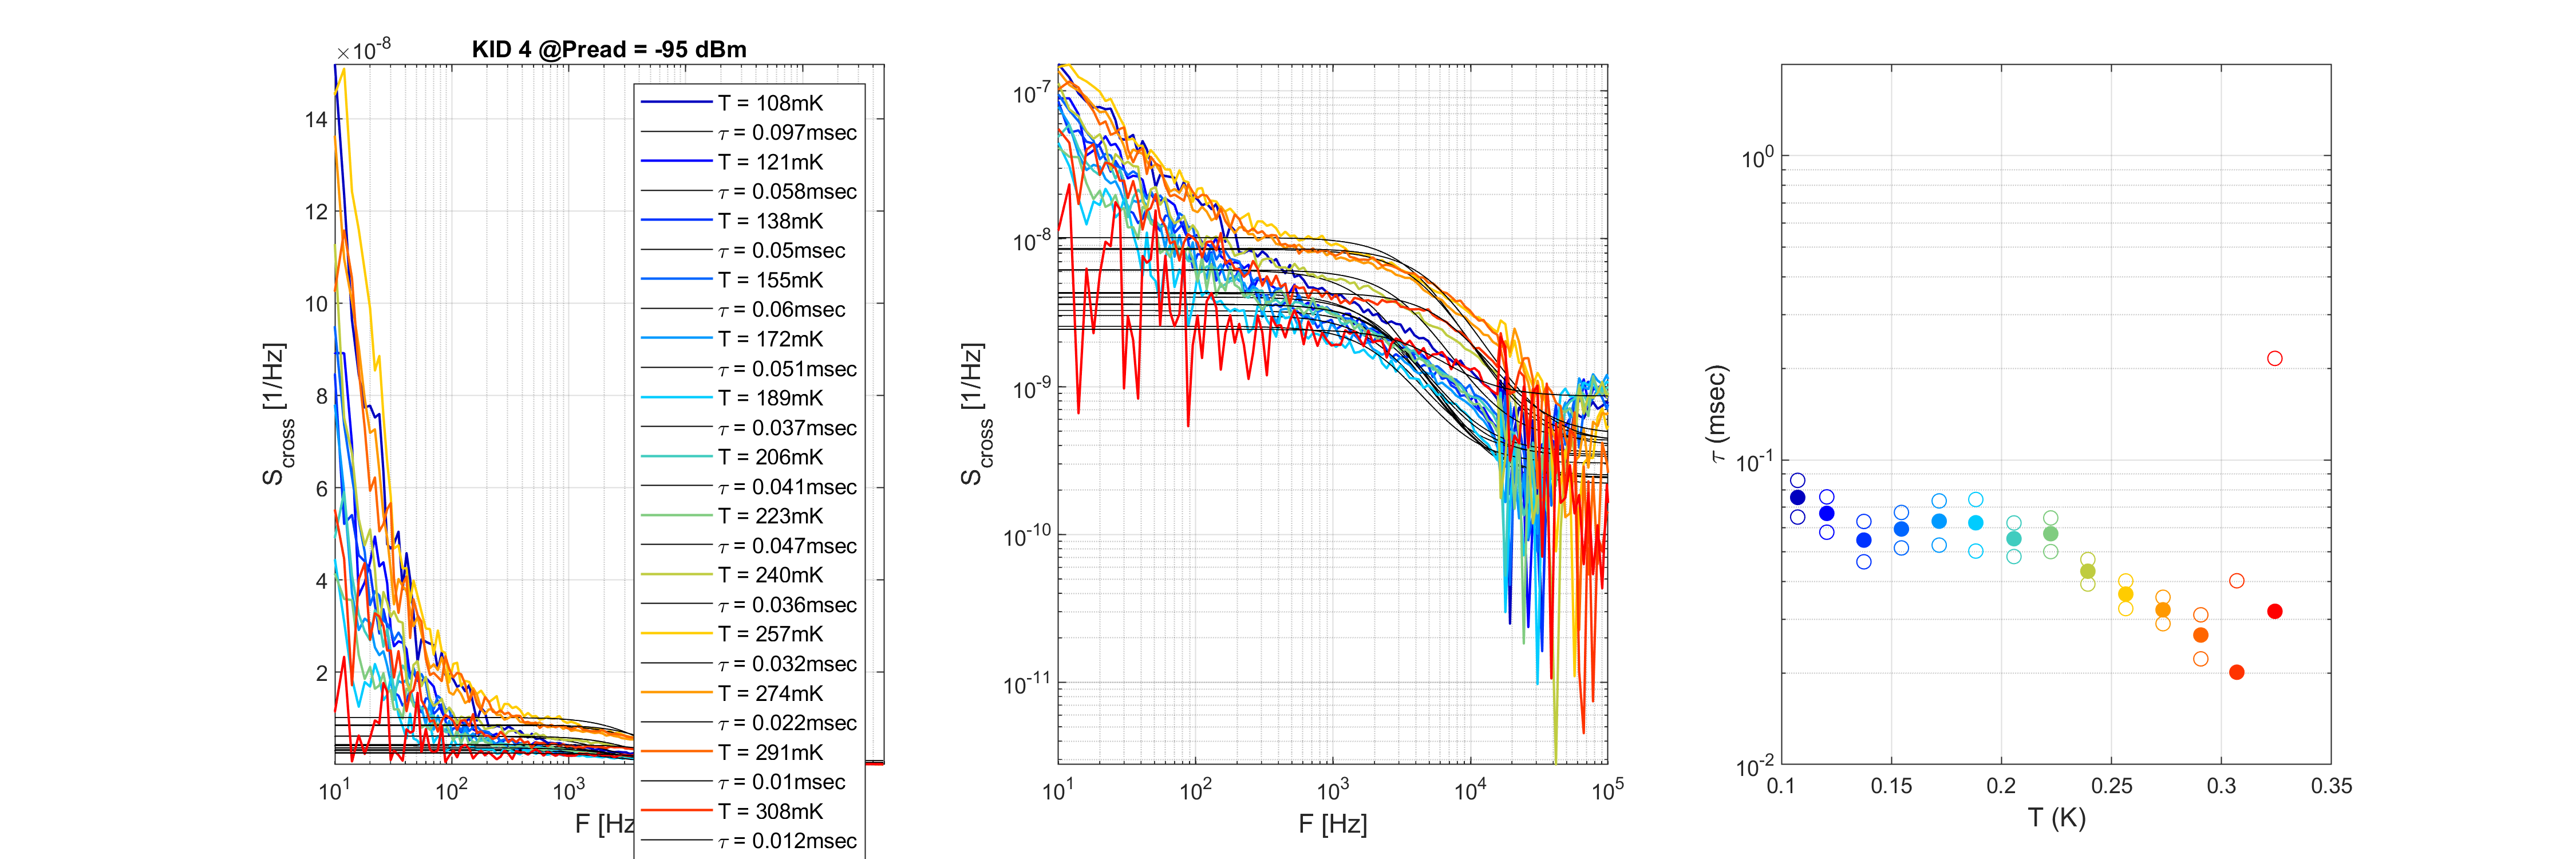 KID 4 @Pread = -95 dBm
×10-8
14
12
10
8
6
4
2
S cross [1/Hz]
101
102
103
F [Hz
T = 108mK
τ = 0.097msec
T = 121mK
τ = 0.058msec
T = 138mK
τ = 0.05msec
T = 155mK
τ = 0.06msec
T = 172mK
τ = 0.051msec
T = 189mK
τ = 0.037msec
T = 206mK
τ = 0.041msec
T = 223mK
τ = 0.047msec
T = 240mK
τ = 0.036msec
T = 257mK
τ = 0.032msec
T = 274mK
τ = 0.022msec
T = 291mK
τ = 0.01msec
T = 308mK
τ = 0.012msec
10-7
10-8
10-9
10-10
10-11
S cross [1/Hz]
101
102
103
104
105
F [Hz]
100
10-1
10-2
τ (msec)
0.1
0.15
0.2
0.25
0.3
0.35
T (K)